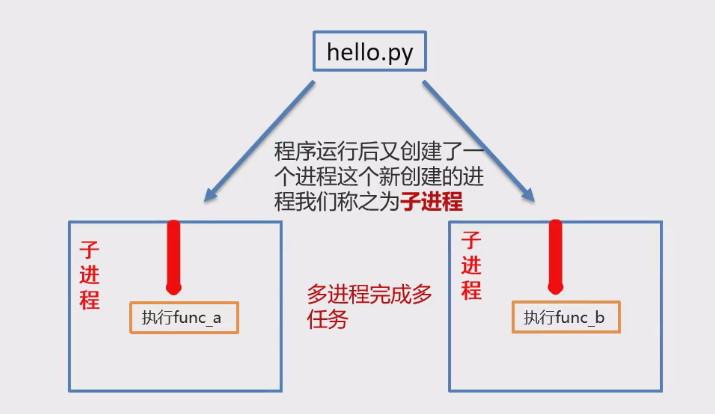 hello.py
程序运行后又创建了一
个进程这个新创建的进
程我们称之为子进程
子
进
程
执行func_a
多进程完成多
任务
子
进
程
执行func_b